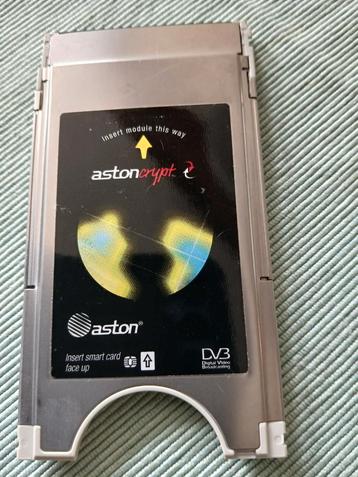 Insert module this way
astoncrypt
aston®
Insert smart card
face up
DVB
Digital Video
Broadcasting